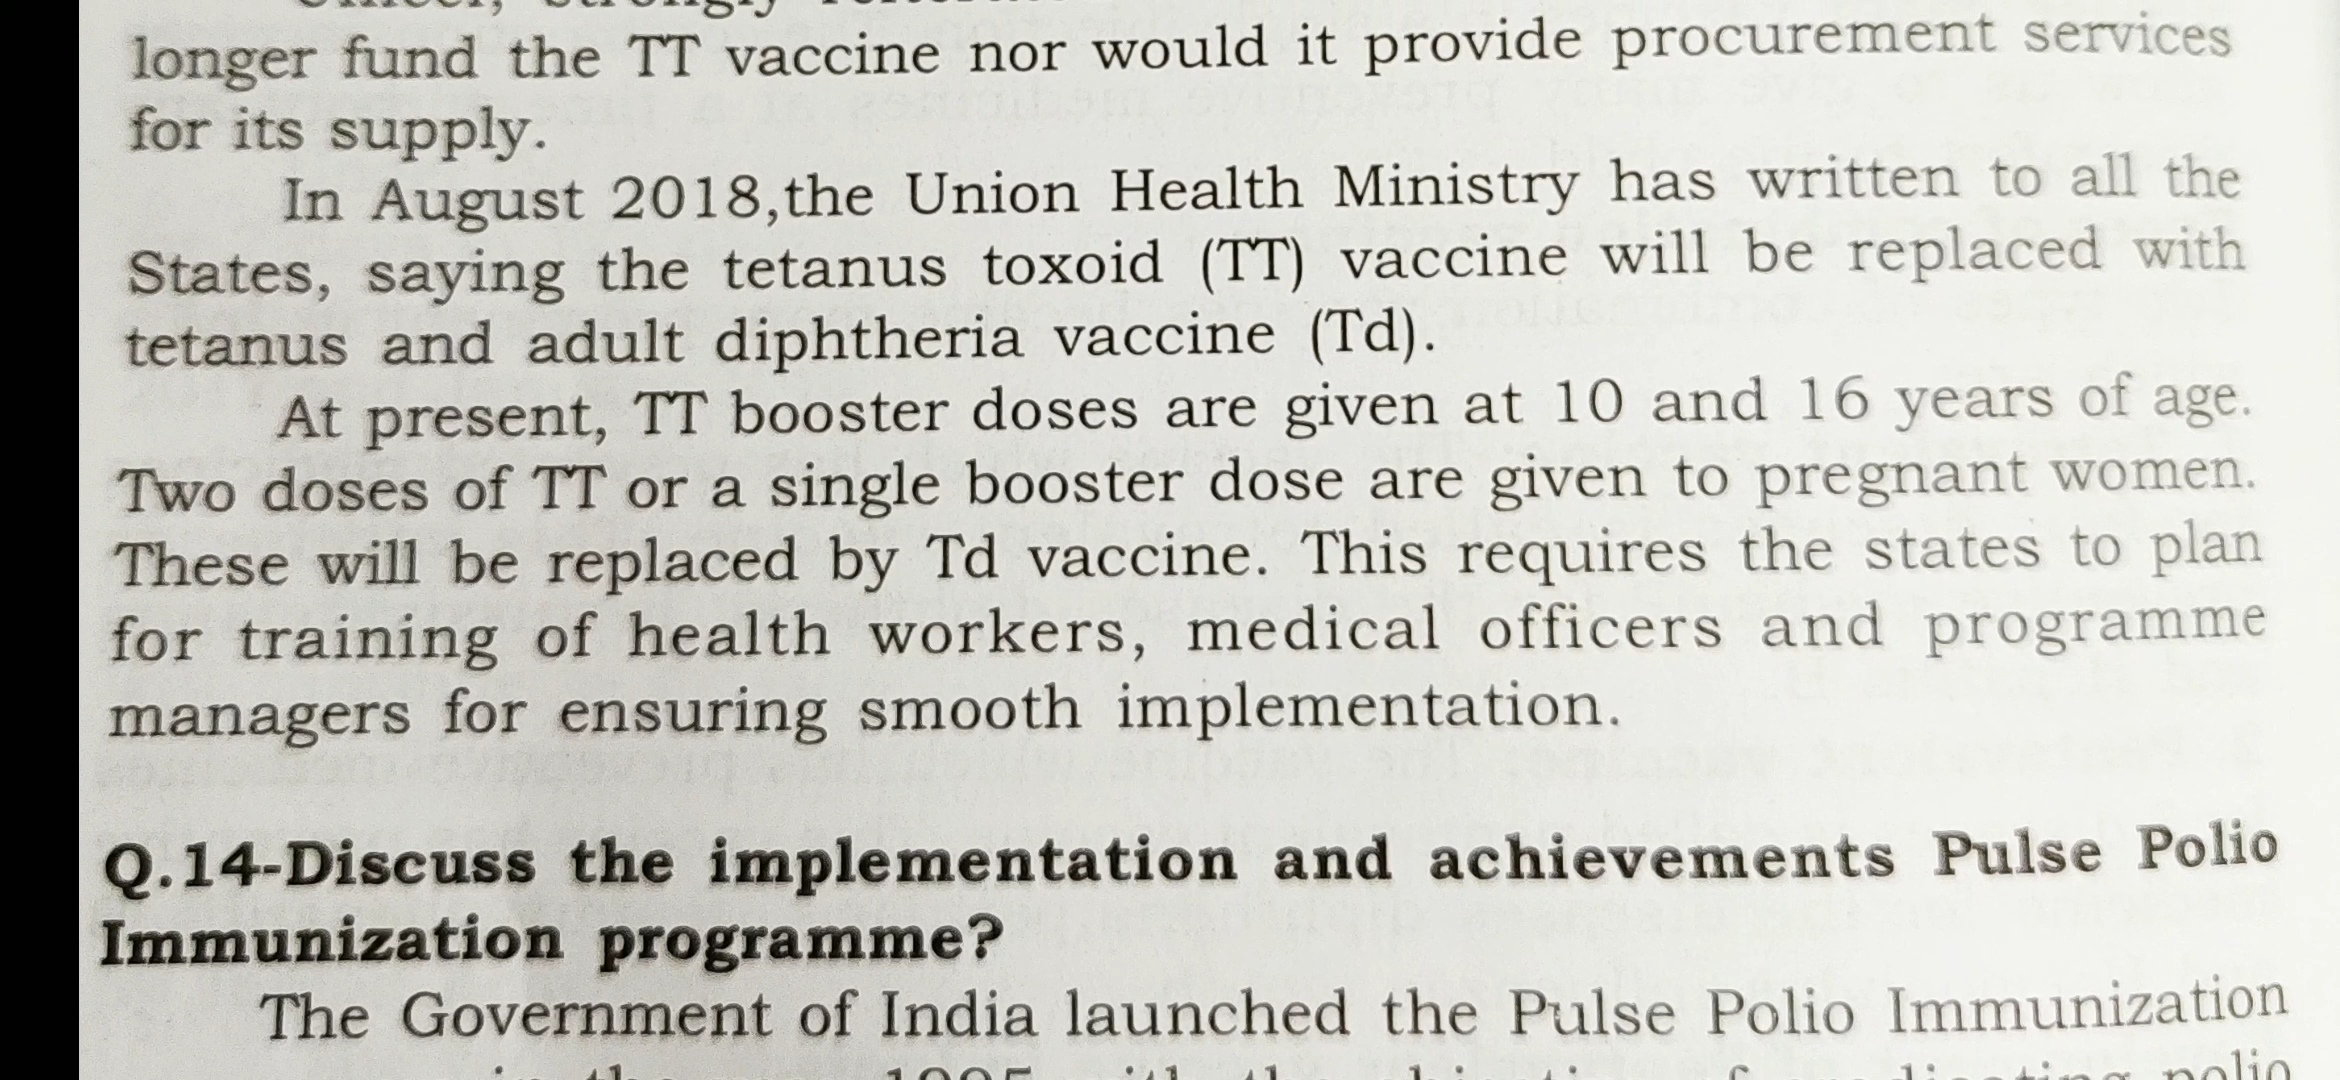 strongly
longer fund the TT vaccine nor would it provide procurement services
for its supply.
In August 2018,the Union Health Ministry has written to all the
States, saying the tetanus toxoid (TT) vaccine will be replaced with
tetanus and adult diphtheria vaccine (Td).
At present, TT booster doses are given at 10 and 16 years of age.
Two doses of TT or a single booster dose are given to pregnant women.
These will be replaced by Td vaccine. This requires the states to plan
for training of health workers, medical officers and programme
managers for ensuring smooth implementation.
Q.14-Discuss the implementation and achievements Pulse Polio
Immunization programme?
The Government of India launched the Pulse Polio Immunization